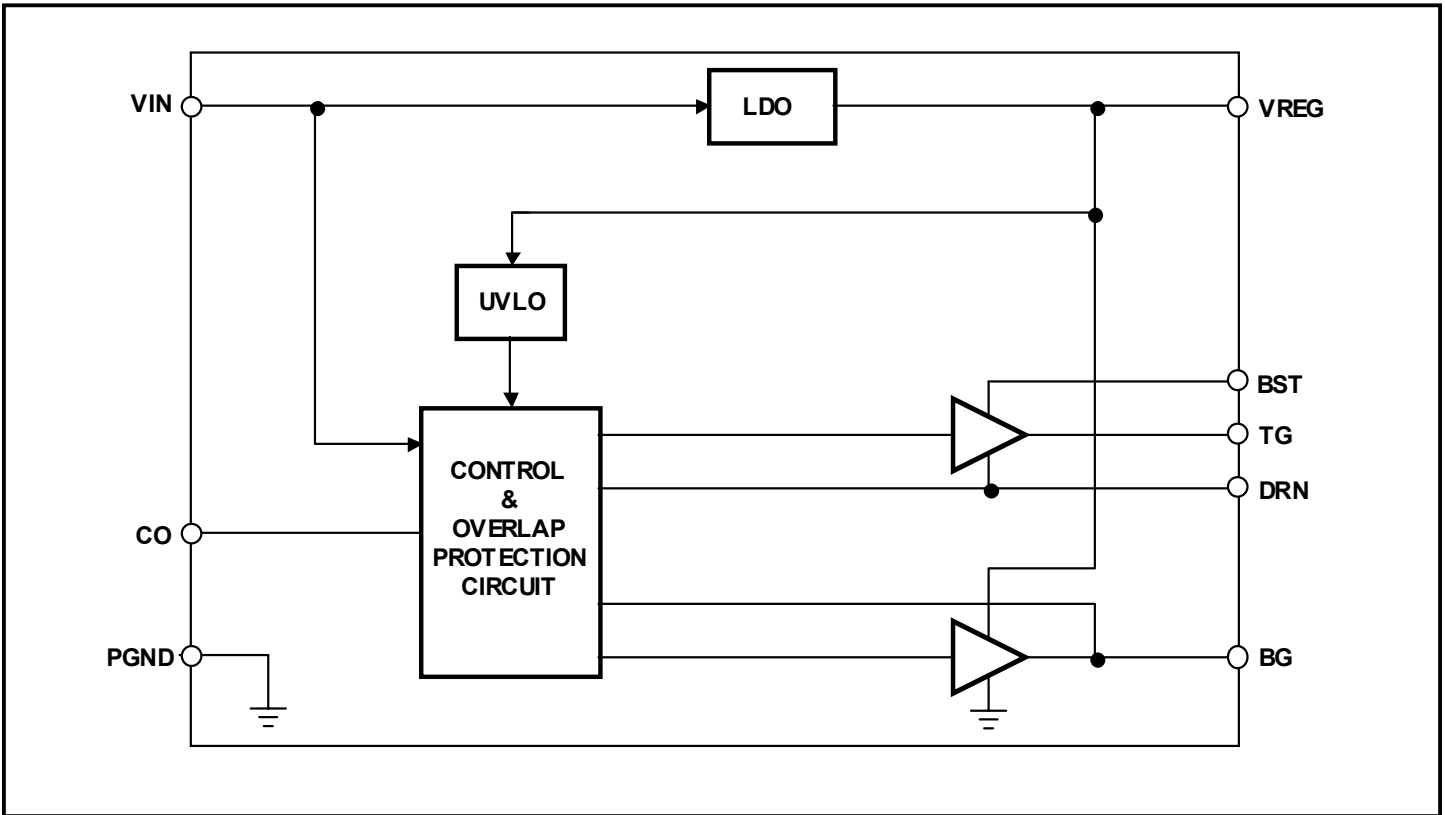 VIN
LDO
VREG
UVLO
BST
TG
DRN
CONTROL
&
OVERLAP
PROTECTION
CIRCUIT
CO
PGND
BG